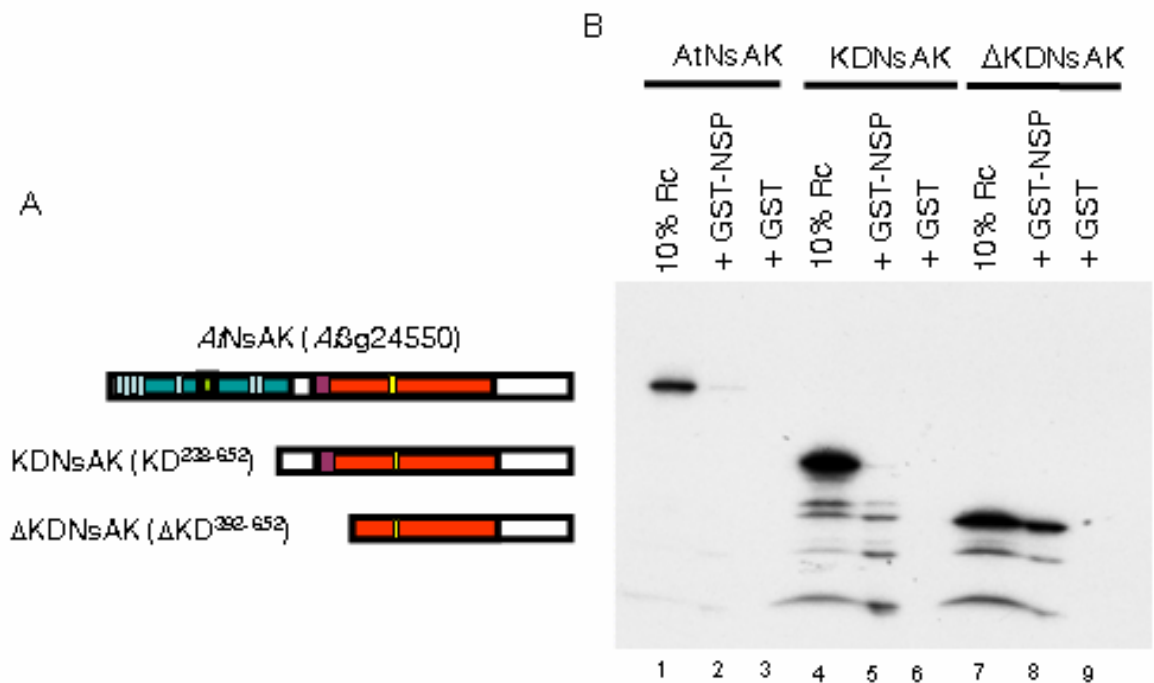 A
AtNsAK (At3g24550)
KDNsAK (KD²³⁸⁻⁶⁵²)
ΔKDNsAK (ΔKD³⁹²⁻⁶⁵²)
B
AtNsAK KDNsAK ΔKDNsAK
10% Rc
+ GST-NSP
+ GST
10% Rc
+ GST-NSP
+ GST
10% Rc
+ GST-NSP
+ GST
1 2 3 4 5 6 7 8 9